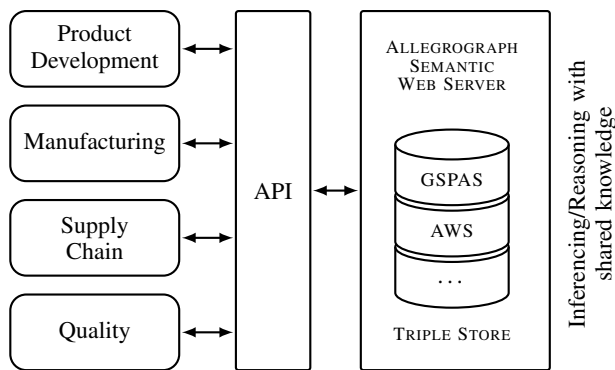 Product
Development
Manufacturing
Supply
Chain
Quality
API
ALLEGROGRAPH
SEMANTIC
WEB SERVER
GSPAS
AWS
...
TRIPLE STORE
Inferencing/Reasoning with
shared knowledge